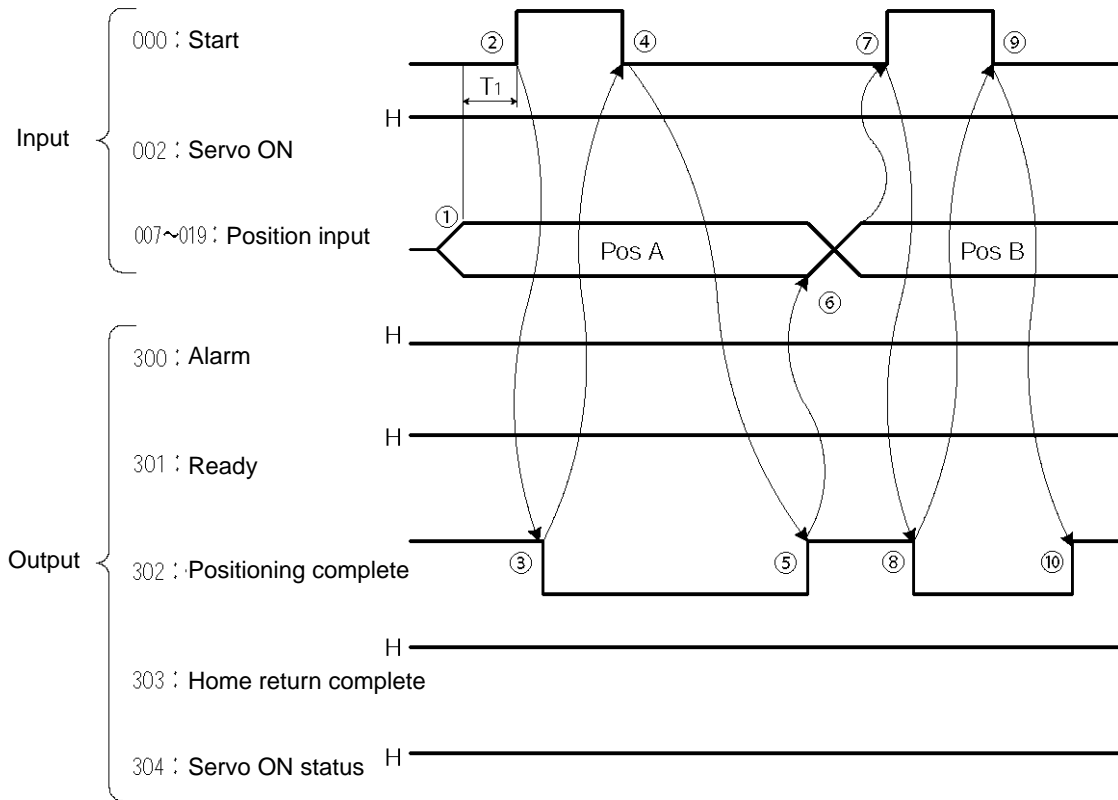 000 : Start
② ④ ⑦ ⑨
T1
H
Input
002 : Servo ON
①
007~019 : Position input
Pos A
Pos B
⑥
H
300 : Alarm
H
301 : Ready
Output
302 : Positioning complete
③ ⑤ ⑧ ⑩
H
303 : Home return complete
304 : Servo ON status
H